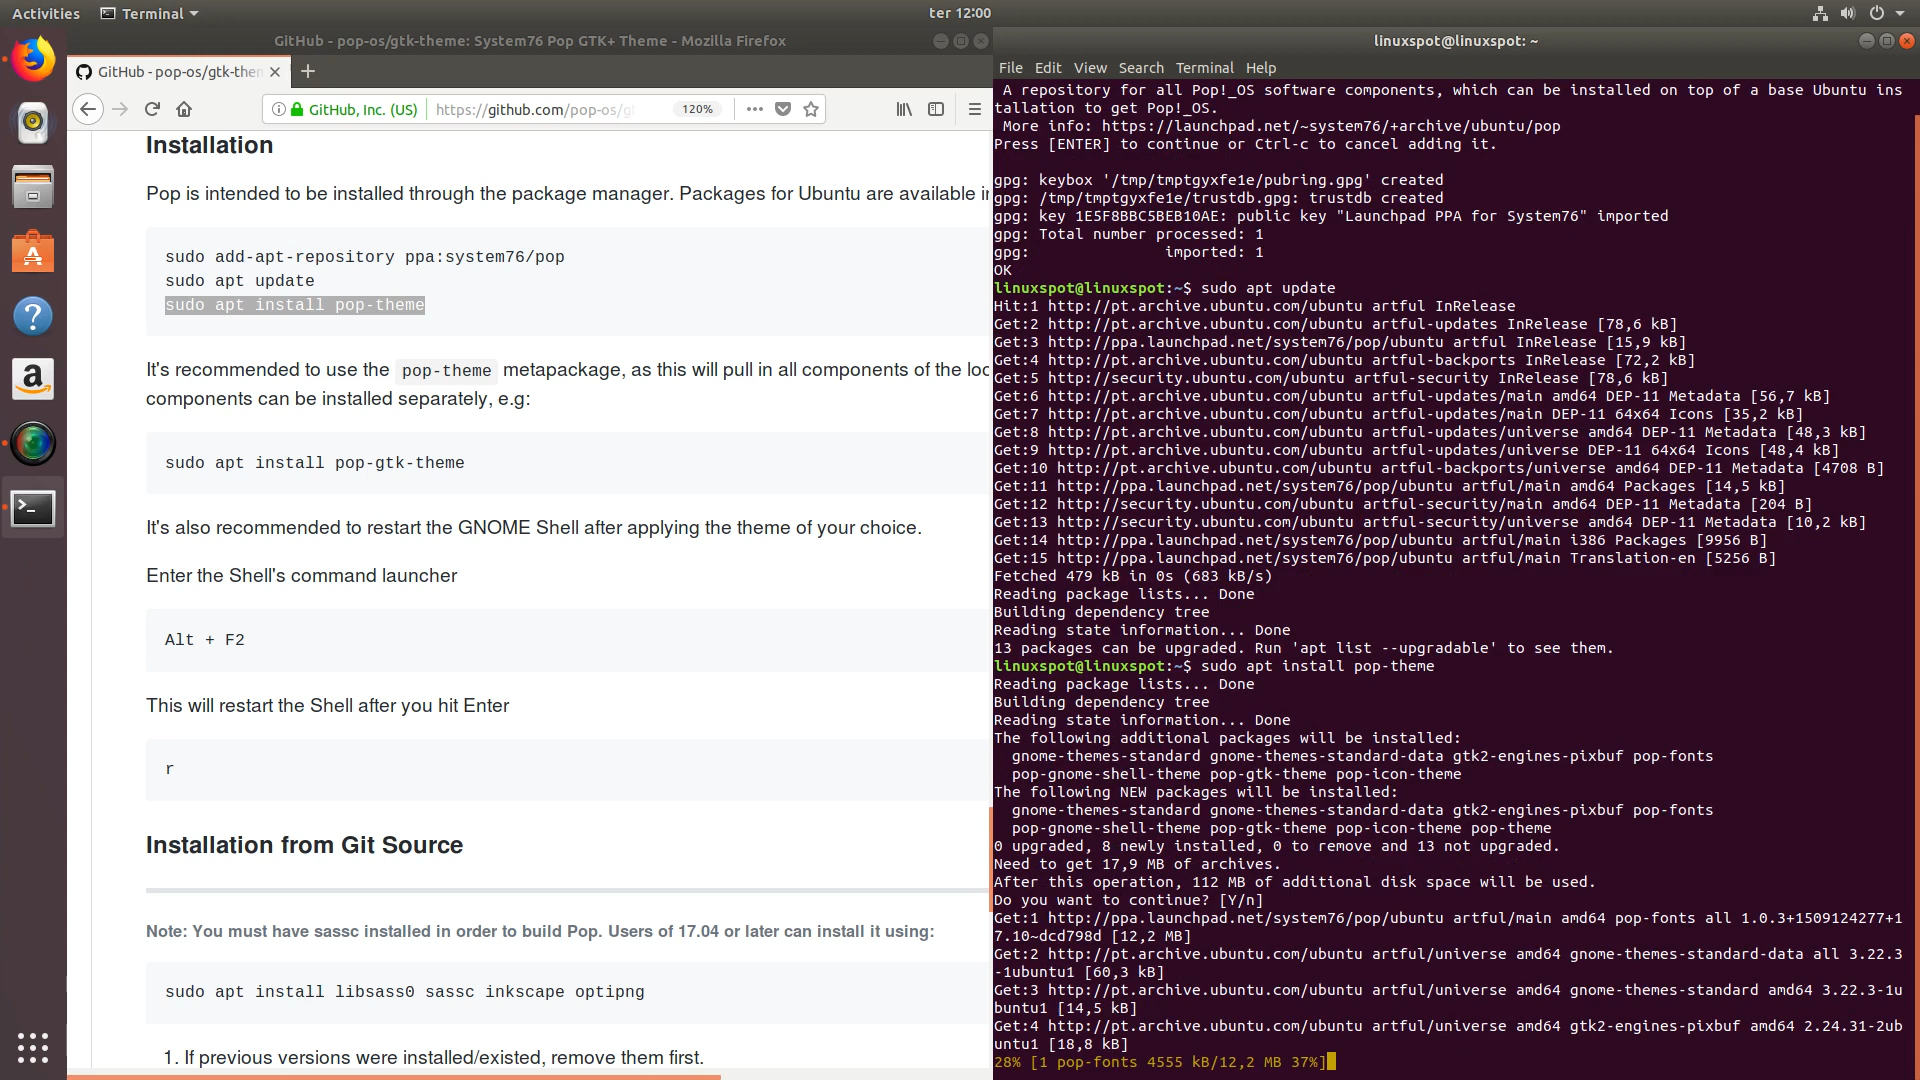 Activities
Terminal
ter 12:00
GitHub - pop-os/gtk-theme: System76 Pop GTK+ Theme - Mozilla Firefox
GitHub - pop-os/gtk-then
GitHub, Inc. (US)
https://github.com/pop-os/gt
120%
Installation
Pop is intended to be installed through the package manager. Packages for Ubuntu are available i
sudo add-apt-repository ppa:system76/pop
sudo apt update
sudo apt install pop-theme
It's recommended to use the pop-theme metapackage, as this will pull in all components of the loo
components can be installed separately, e.g:
sudo apt install pop-gtk-theme
It's also recommended to restart the GNOME Shell after applying the theme of your choice.
Enter the Shell's command launcher
Alt + F2
This will restart the Shell after you hit Enter
r
Installation from Git Source
Note: You must have sassc installed in order to build Pop. Users of 17.04 or later can install it using:
sudo apt install libsass0 sassc inkscape optipng
1. If previous versions were installed/existed, remove them first.
linuxspot@linuxspot: ~
File Edit View Search Terminal Help
A repository for all Pop!_OS software components, which can be installed on top of a base Ubuntu ins
tallation to get Pop!_OS.
More info: https://launchpad.net/~system76/+archive/ubuntu/pop
Press [ENTER] to continue or Ctrl-c to cancel adding it.
gpg: keybox '/tmp/tmptgyxfe1e/pubring.gpg' created
gpg: /tmp/tmptgyxfe1e/trustdb.gpg: trustdb created
gpg: key 1E5F8BBC5BEB10AE: public key "Launchpad PPA for System76" imported
gpg: Total number processed: 1
gpg: imported: 1
OK
linuxspot@linuxspot:~$ sudo apt update
Hit:1 http://pt.archive.ubuntu.com/ubuntu artful InRelease
Get:2 http://pt.archive.ubuntu.com/ubuntu artful-updates InRelease [78,6 kB]
Get:3 http://ppa.launchpad.net/system76/pop/ubuntu artful InRelease [15,9 kB]
Get:4 http://pt.archive.ubuntu.com/ubuntu artful-backports InRelease [72,2 kB]
Get:5 http://security.ubuntu.com/ubuntu artful-security InRelease [78,6 kB]
Get:6 http://pt.archive.ubuntu.com/ubuntu artful-updates/main amd64 DEP-11 Metadata [56,7 kB]
Get:7 http://pt.archive.ubuntu.com/ubuntu artful-updates/main DEP-11 64x64 Icons [35,2 kB]
Get:8 http://pt.archive.ubuntu.com/ubuntu artful-updates/universe amd64 DEP-11 Metadata [48,3 kB]
Get:9 http://pt.archive.ubuntu.com/ubuntu artful-updates/universe DEP-11 64x64 Icons [48,4 kB]
Get:10 http://pt.archive.ubuntu.com/ubuntu artful-backports/universe amd64 DEP-11 Metadata [4708 B]
Get:11 http://ppa.launchpad.net/system76/pop/ubuntu artful/main amd64 Packages [14,5 kB]
Get:12 http://security.ubuntu.com/ubuntu artful-security/main amd64 DEP-11 Metadata [204 B]
Get:13 http://security.ubuntu.com/ubuntu artful-security/universe amd64 DEP-11 Metadata [10,2 kB]
Get:14 http://ppa.launchpad.net/system76/pop/ubuntu artful/main i386 Packages [9956 B]
Get:15 http://ppa.launchpad.net/system76/pop/ubuntu artful/main Translation-en [5256 B]
Fetched 479 kB in 0s (683 kB/s)
Reading package lists... Done
Building dependency tree
Reading state information... Done
13 packages can be upgraded. Run 'apt list --upgradable' to see them.
linuxspot@linuxspot:~$ sudo apt install pop-theme
Reading package lists... Done
Building dependency tree
Reading state information... Done
The following additional packages will be installed:
gnome-themes-standard gnome-themes-standard-data gtk2-engines-pixbuf pop-fonts
pop-gnome-shell-theme pop-gtk-theme pop-icon-theme
The following NEW packages will be installed:
gnome-themes-standard gnome-themes-standard-data gtk2-engines-pixbuf pop-fonts
pop-gnome-shell-theme pop-gtk-theme pop-icon-theme pop-theme
0 upgraded, 8 newly installed, 0 to remove and 13 not upgraded.
Need to get 17,9 MB of archives.
After this operation, 112 MB of additional disk space will be used.
Do you want to continue? [Y/n]
Get:1 http://ppa.launchpad.net/system76/pop/ubuntu artful/main amd64 pop-fonts all 1.0.3+1509124277+1
7.10~dcd798d [12,2 MB]
Get:2 http://pt.archive.ubuntu.com/ubuntu artful/universe amd64 gnome-themes-standard-data all 3.22.3
-1ubuntu1 [60,3 kB]
Get:3 http://pt.archive.ubuntu.com/ubuntu artful/universe amd64 gnome-themes-standard amd64 3.22.3-1u
buntu1 [14,5 kB]
Get:4 http://pt.archive.ubuntu.com/ubuntu artful/universe amd64 gtk2-engines-pixbuf amd64 2.24.31-2ub
untu1 [18,8 kB]
28% [1 pop-fonts 4555 kB/12,2 MB 37%]